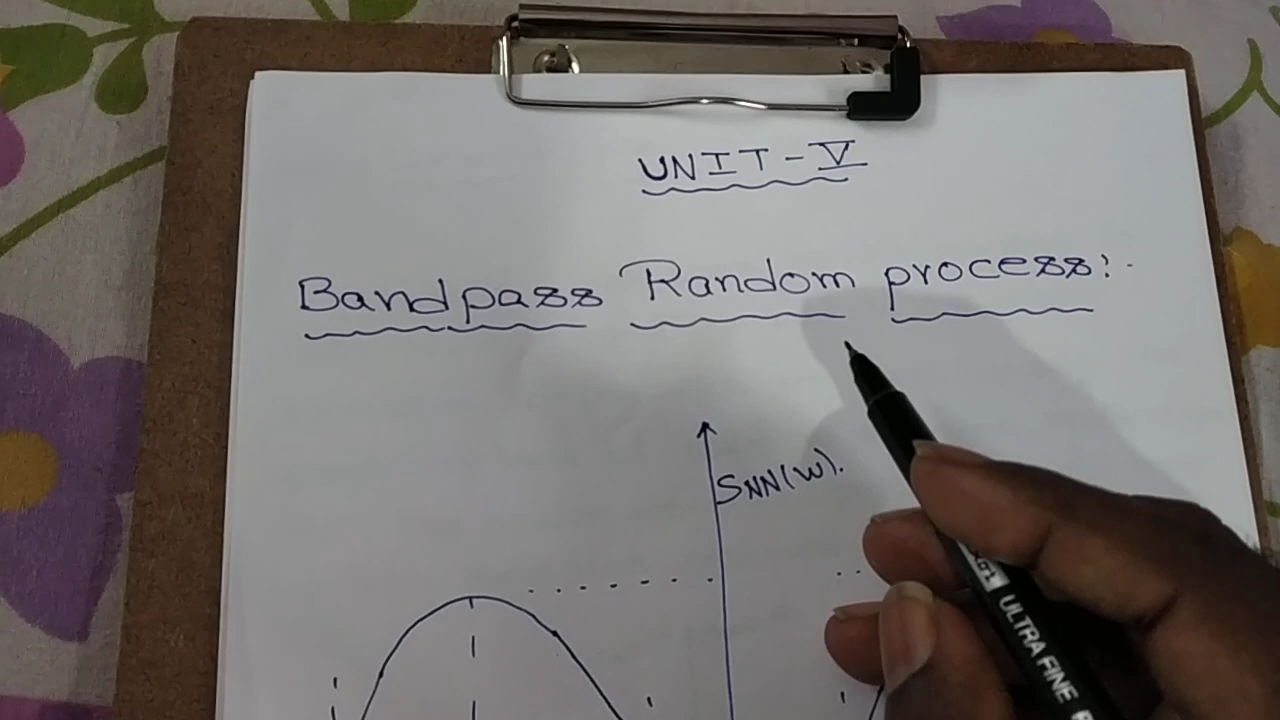 UNIT-V
Bandpass Random process:-
SNN(W).
ULTRA FINE